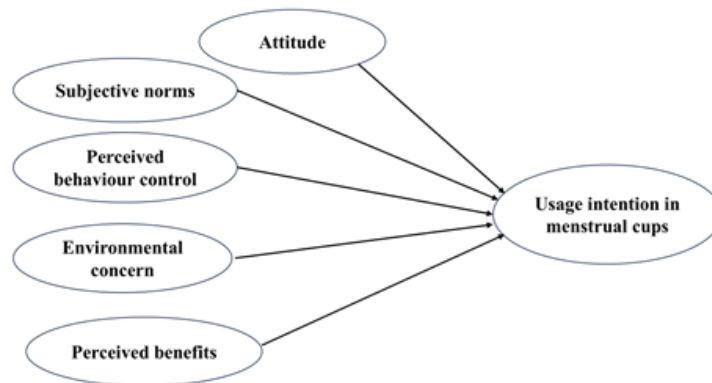 Attitude
Subjective norms
Perceived
behaviour control
Environmental
concern
Perceived benefits
Usage intention in
menstrual cups